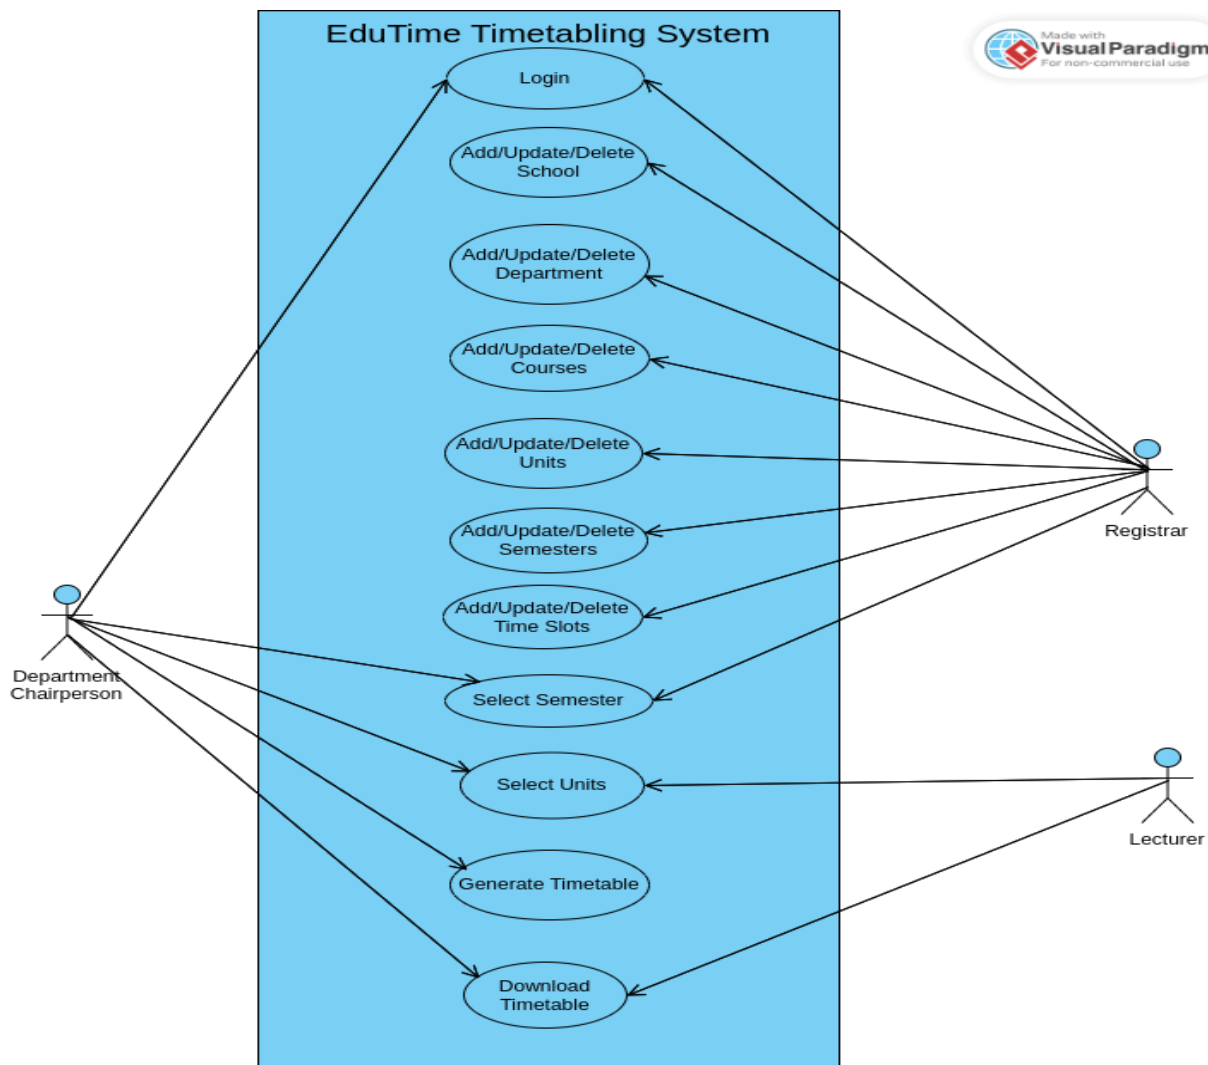 EduTime Timetabling System
Made with
Visual Paradigm
For non-commercial use
Login
Add/Update/Delete
School
Add/Update/Delete
Department
Add/Update/Delete
Courses
Add/Update/Delete
Units
Registrar
Add/Update/Delete
Semesters
Add/Update/Delete
Time Slots
Department
Chairperson
Select Semester
Select Units
Lecturer
Generate Timetable
Download
Timetable